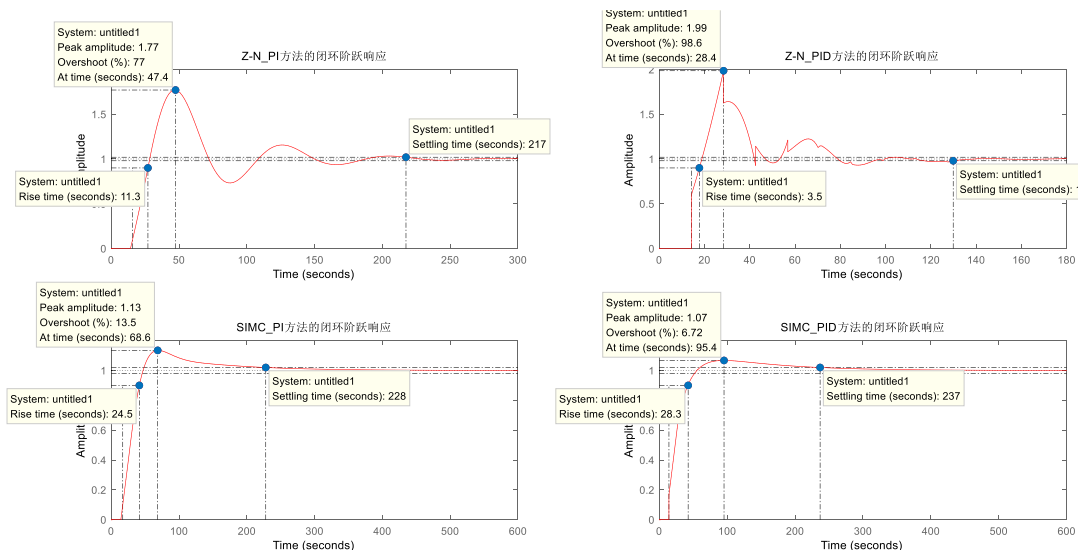 System: untitled1
Peak amplitude: 1.77
Overshoot (%): 77
At time (seconds): 47.4
Z-N_PI方法的闭环阶跃响应
System: untitled1
Settling time (seconds): 217
System: untitled1
Rise time (seconds): 11.3
Amplitude
1.5
1
0.5
0
0
50
100
150
200
250
300
Time (seconds)
System: untitled1
Peak amplitude: 1.99
Overshoot (%): 98.6
At time (seconds): 28.4
Z-N_PID方法的闭环阶跃响应
System: untitled1
Rise time (seconds): 3.5
System: untitled1
Settling time (seconds):
Amplitude
2
1.5
1
0.5
0
0
20
40
60
80
100
120
140
160
180
Time (seconds)
System: untitled1
Peak amplitude: 1.13
Overshoot (%): 13.5
At time (seconds): 68.6
SIMC_PI方法的闭环阶跃响应
System: untitled1
Rise time (seconds): 24.5
System: untitled1
Settling time (seconds): 228
1
0.6
0.4
0.2
0
0
100
200
300
400
500
600
Time (seconds)
System: untitled1
Peak amplitude: 1.07
Overshoot (%): 6.72
At time (seconds): 95.4
SIMC_PID方法的闭环阶跃响应
System: untitled1
Rise time (seconds): 28.3
System: untitled1
Settling time (seconds): 237
1
0.6
0.4
0.2
0
0
100
200
300
400
500
600
Time (seconds)